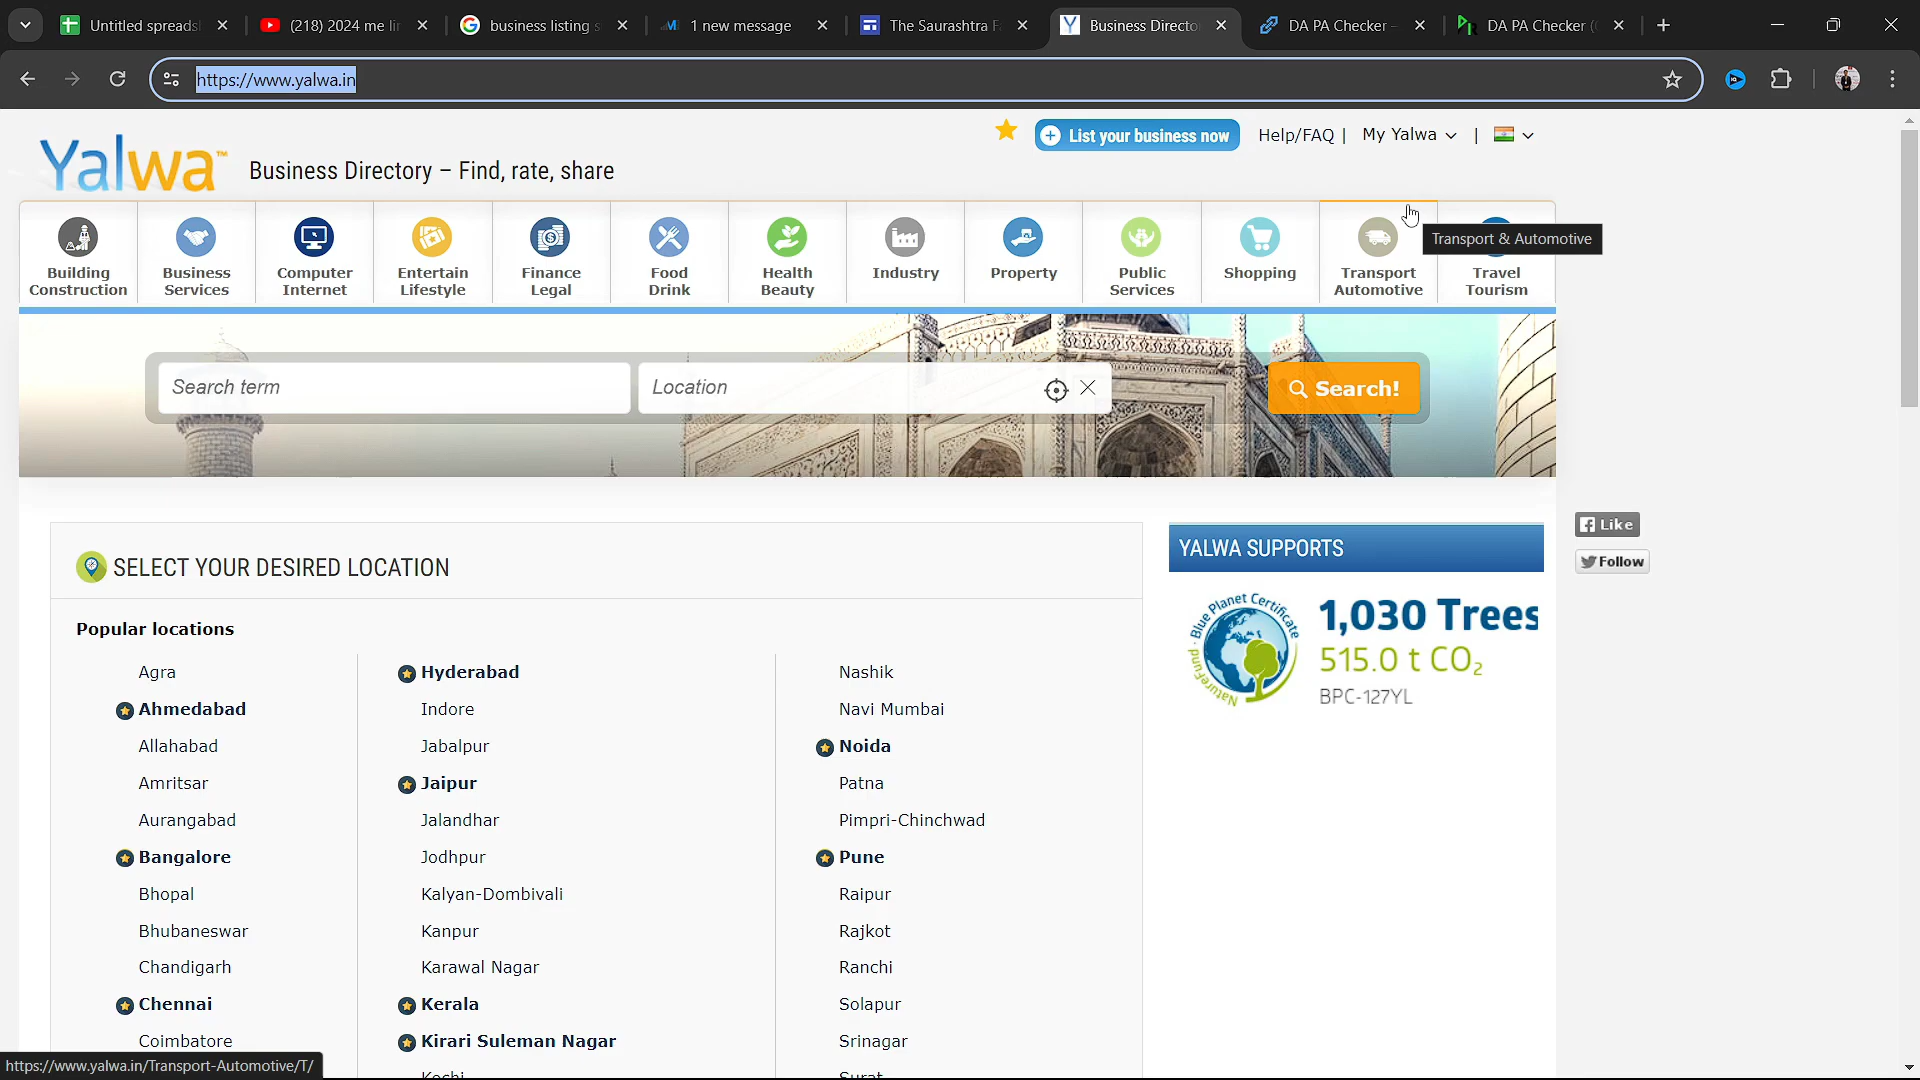 Untitled spreads
(218) 2024 me li
business listing s
1 new message
The Saurashtra F
Business Directo
DA PA Checker -
DA PA Checker (
https://www.yalwa.in
List your business now
Help/FAQ |
My Yalwa
|
Yalwa™
Business Directory – Find, rate, share
Building
Construction
Business
Services
Computer
Internet
Entertain
Lifestyle
Finance
Legal
Food
Drink
Health
Beauty
Industry
Property
Public
Services
Shopping
Transport
Automotive
Travel
Tourism
Transport & Automotive
Search term
Location
Search!
SELECT YOUR DESIRED LOCATION
Popular locations
Agra
Ahmedabad
Allahabad
Amritsar
Aurangabad
Bangalore
Bhopal
Bhubaneswar
Chandigarh
Chennai
Coimbatore
Hyderabad
Indore
Jabalpur
Jaipur
Jalandhar
Jodhpur
Kalyan-Dombivali
Kanpur
Karawal Nagar
Kerala
Kirari Suleman Nagar
Kochi
Nashik
Navi Mumbai
Noida
Patna
Pimpri-Chinchwad
Pune
Raipur
Rajkot
Ranchi
Solapur
Srinagar
Surat
YALWA SUPPORTS
Blue Planet Certificate
NatureFund
1,030 Trees
515.0 t CO₂
BPC-127YL
Like
Follow
https://www.yalwa.in/Transport-Automotive/T/